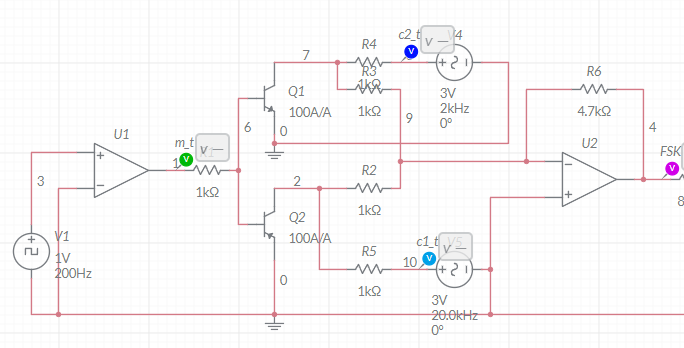 7
R4
c2_t
V4
V —
R3
1kΩ
1kΩ
3V
2kHz
0°
Q1
100A/A
0
6
9
R6
4.7kΩ
4
U1
+
−
m_t
V —
V
1
1kΩ
3
U2
−
+
FSK
V
8
2
R2
1kΩ
Q2
100A/A
0
V1
1V
200Hz
R5
1kΩ
10
c1_t
V —
V
3V
20.0kHz
0°